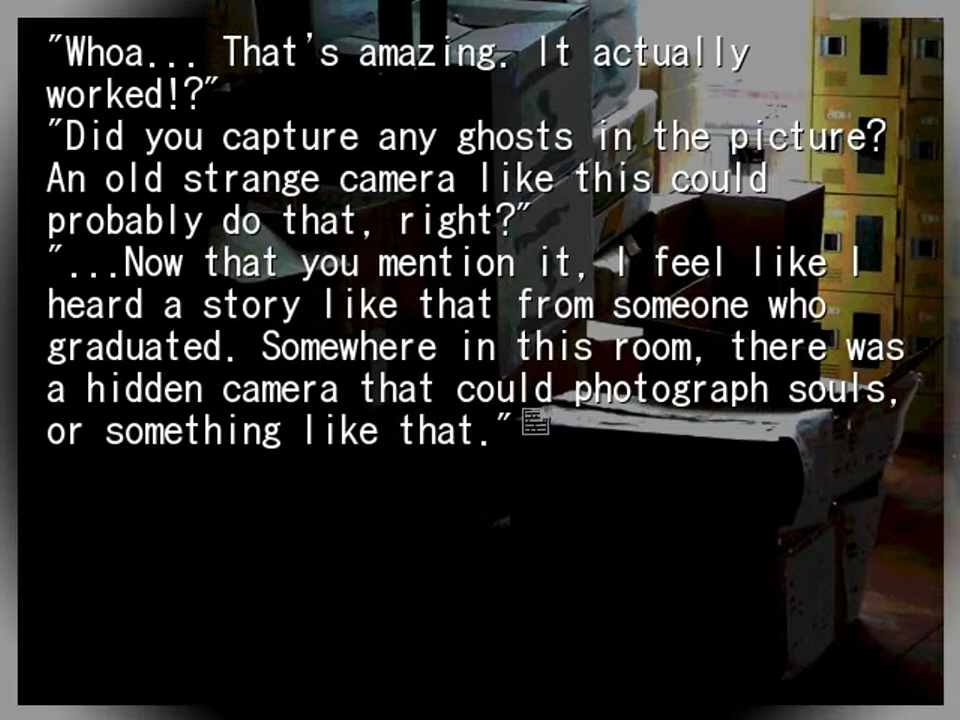 "Whoa... That's amazing. It actually
worked!?"
"Did you capture any ghosts in the picture?
An old strange camera like this could
probably do that, right?"
"...Now that you mention it, I feel like I
heard a story like that from someone who
graduated. Somewhere in this room, there was
a hidden camera that could photograph souls,
or something like that."